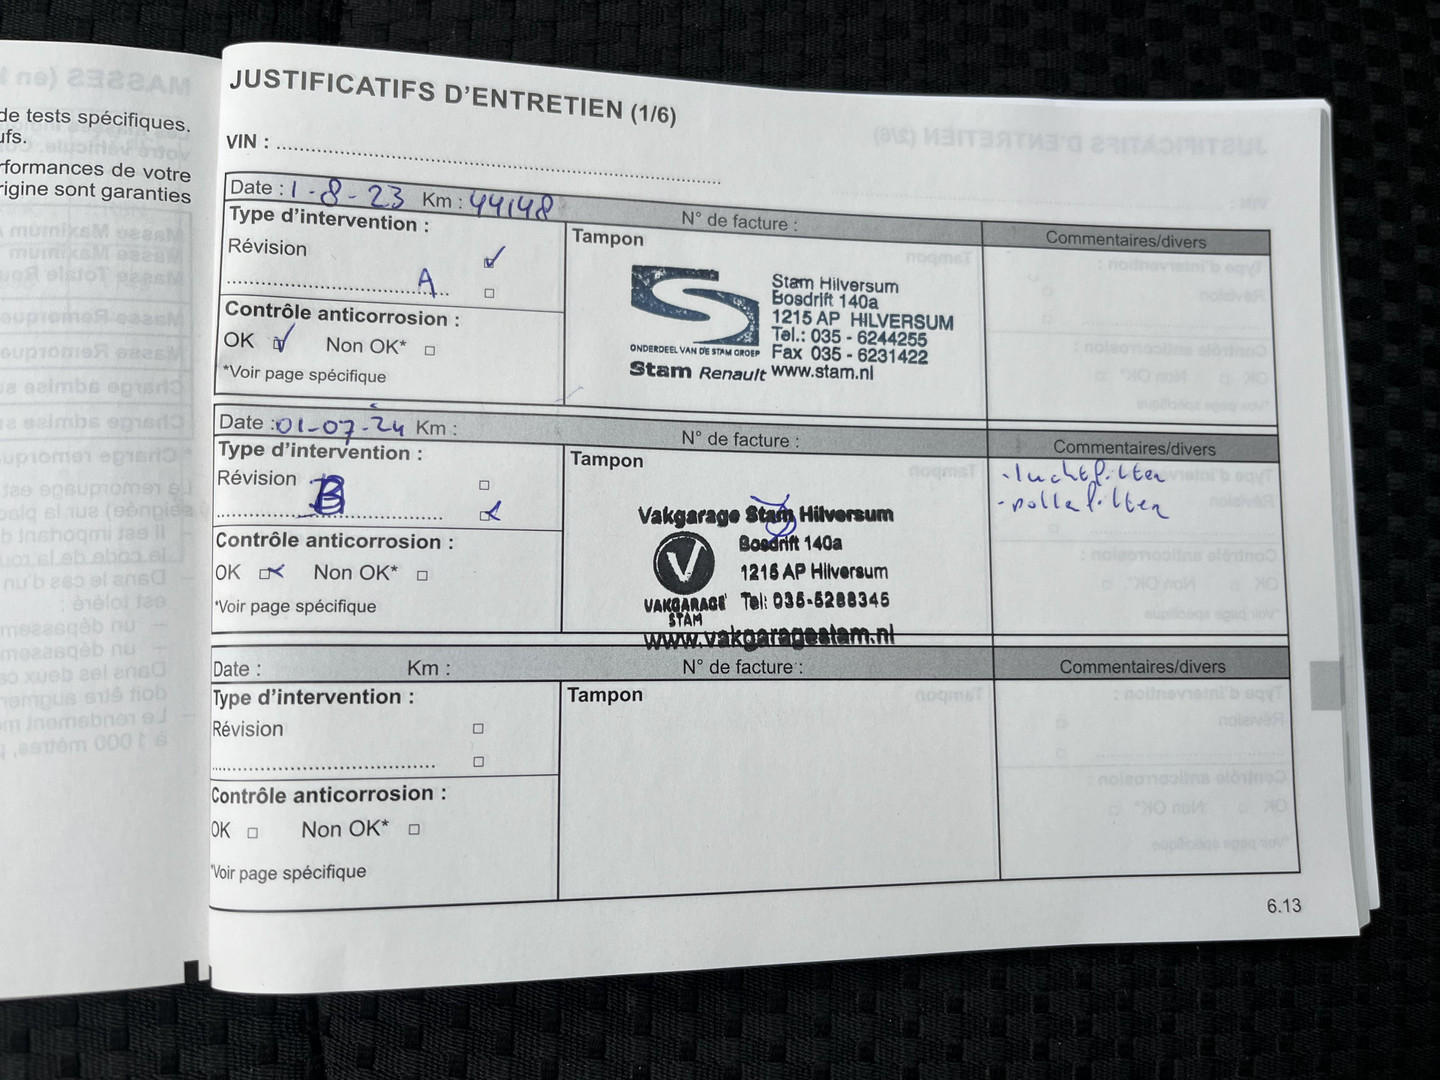 de tests spécifiques.
ufs.
rformances de votre
rigine sont garanties
JUSTIFICATIFS D'ENTRETIEN (1/6)
VIN :
Date : 1-8-23 Km : 44148 N° de facture :
Commentaires/divers
Type d'intervention :
Révision
A
Contrôle anticorrosion :
OK Non OK*
*Voir page spécifique
Tampon
Stam Hilversum
Bosdrift 140a
1215 AP HILVERSUM
Tel.: 035 - 6244255
Fax 035 - 6231422
www.stam.nl
ONDERDEEL VAN DE STAM GROEP
Stam Renault
Date : 01-07-24 Km : N° de facture :
Commentaires/divers
Type d'intervention :
Révision
B
Contrôle anticorrosion :
OK Non OK*
*Voir page spécifique
Tampon
Vakgarage Stam Hilversum
Bosdrift 140a
1215 AP Hilversum
Tel: 035-5288345
V
VAKGARAGE
STAM
www.vakgaragestam.nl
- luchtfilter
- pollefilter
Date : Km : N° de facture :
Commentaires/divers
Type d'intervention :
Révision
Contrôle anticorrosion :
OK Non OK*
*Voir page spécifique
Tampon
6.13